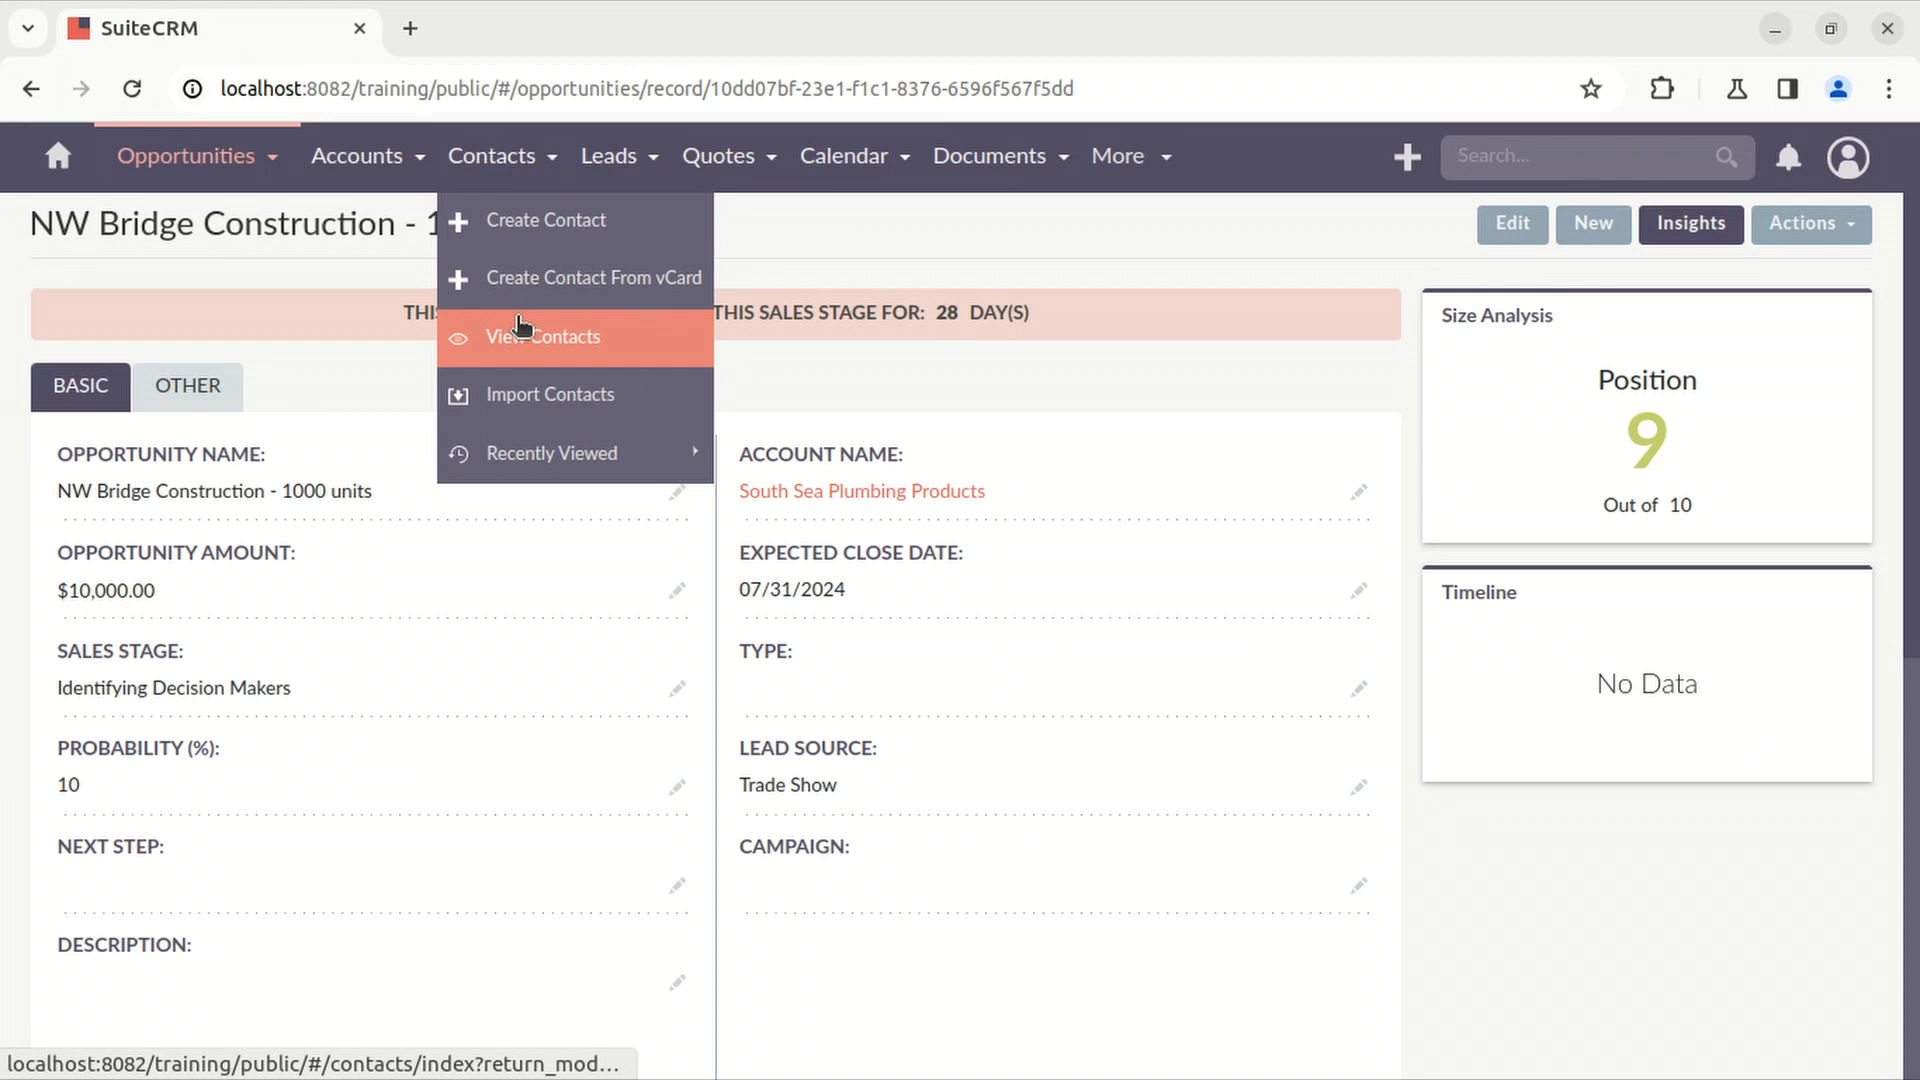 SuiteCRM
localhost:8082/training/public/#/opportunities/record/10dd07bf-23e1-f1c1-8376-6596f567f5dd
Opportunities Accounts Contacts Leads Quotes Calendar Documents More Search...
NW Bridge Construction - 1
Edit New Insights Actions
Create Contact
Create Contact From vCard
View Contacts
Import Contacts
Recently Viewed
THIS SALES STAGE FOR: 28 DAY(S)
BASIC OTHER
OPPORTUNITY NAME:
NW Bridge Construction - 1000 units
ACCOUNT NAME:
South Sea Plumbing Products
OPPORTUNITY AMOUNT:
$10,000.00
EXPECTED CLOSE DATE:
07/31/2024
SALES STAGE:
Identifying Decision Makers
TYPE:
PROBABILITY (%):
10
LEAD SOURCE:
Trade Show
NEXT STEP:
CAMPAIGN:
DESCRIPTION:
Size Analysis
Position
9
Out of 10
Timeline
No Data
localhost:8082/training/public/#/contacts/index?return_mod...